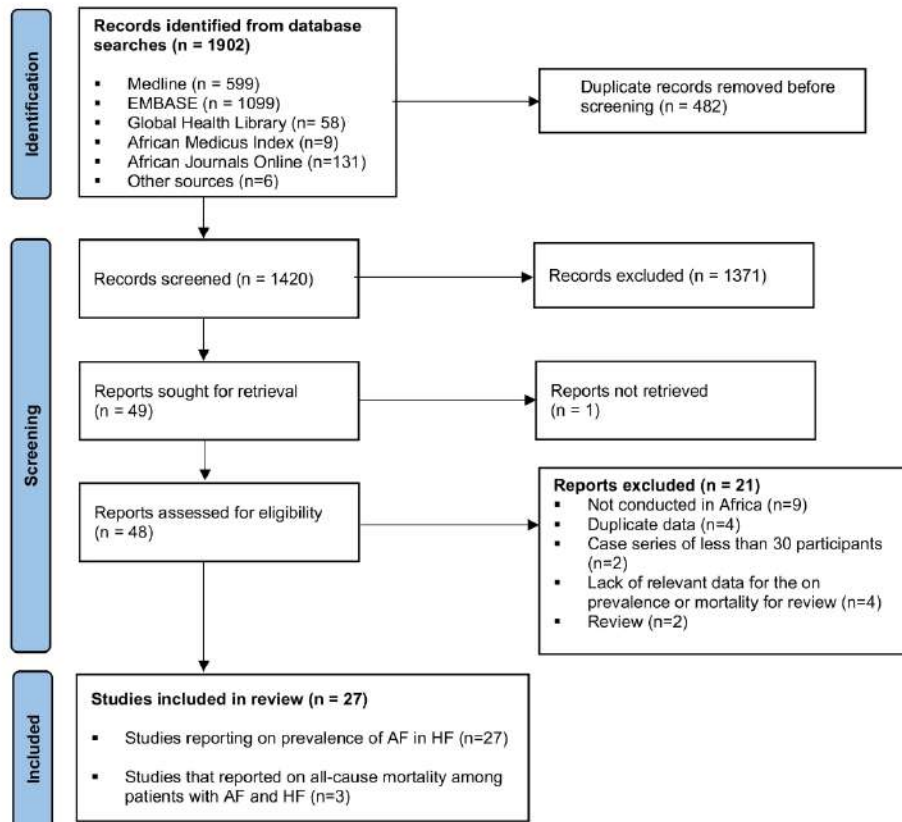 Identification
Records identified from database
searches (n = 1902)
▪ Medline (n = 599)
▪ EMBASE (n = 1099)
▪ Global Health Library (n= 58)
▪ African Medicus Index (n=9)
▪ African Journals Online (n=131)
▪ Other sources (n=6)
Duplicate records removed before
screening (n = 482)
Screening
Records screened (n = 1420)
Records excluded (n = 1371)
Reports sought for retrieval
(n = 49)
Reports not retrieved
(n = 1)
Reports assessed for eligibility
(n = 48)
Reports excluded (n = 21)
▪ Not conducted in Africa (n=9)
▪ Duplicate data (n=4)
▪ Case series of less than 30 participants
(n=2)
▪ Lack of relevant data for the on
prevalence or mortality for review (n=4)
▪ Review (n=2)
Included
Studies included in review (n = 27)
▪ Studies reporting on prevalence of AF in HF (n=27)
▪ Studies that reported on all-cause mortality among
patients with AF and HF (n=3)